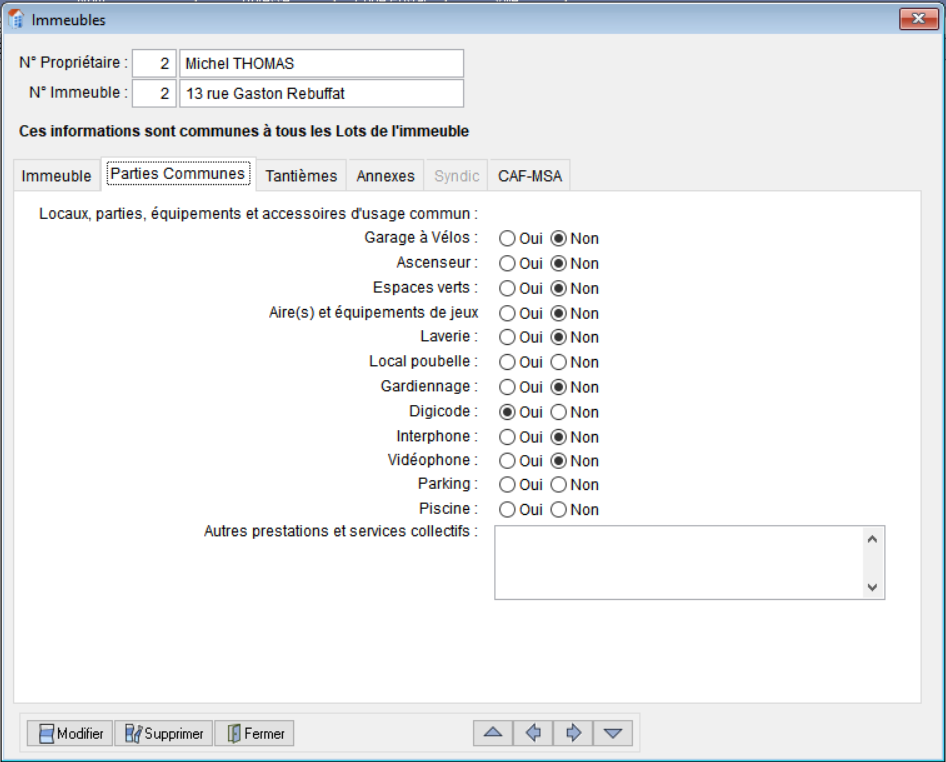 Immeubles
N° Propriétaire : 2 Michel THOMAS
N° Immeuble : 2 13 rue Gaston Rebuffat
Ces informations sont communes à tous les Lots de l'immeuble
Immeuble Parties Communes Tantièmes Annexes Syndic CAF-MSA
Locaux, parties, équipements et accessoires d'usage commun :
Garage à Vélos : Oui Non
Ascenseur : Oui Non
Espaces verts : Oui Non
Aire(s) et équipements de jeux Oui Non
Laverie : Oui Non
Local poubelle : Oui Non
Gardiennage : Oui Non
Digicode : Oui Non
Interphone : Oui Non
Vidéophone : Oui Non
Parking : Oui Non
Piscine : Oui Non
Autres prestations et services collectifs :
Modifier Supprimer Fermer